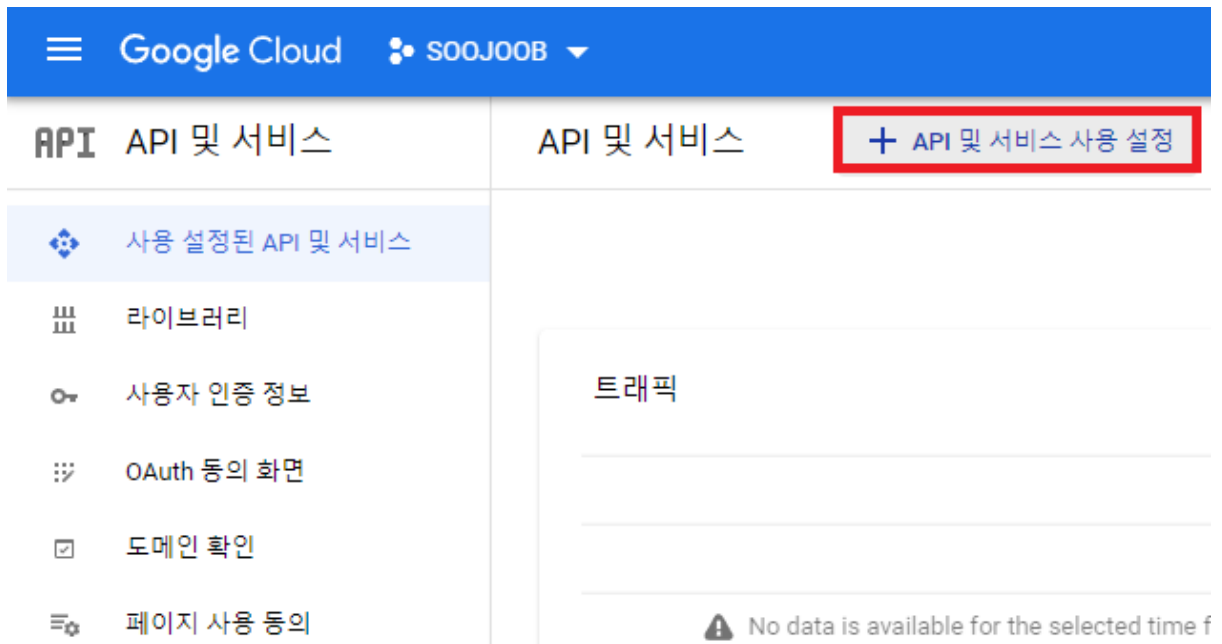 Google Cloud SOOJOOB
API API 및 서비스
API 및 서비스 + API 및 서비스 사용 설정
사용 설정된 API 및 서비스
라이브러리
사용자 인증 정보
OAuth 동의 화면
도메인 확인
페이지 사용 동의
트래픽
No data is available for the selected time